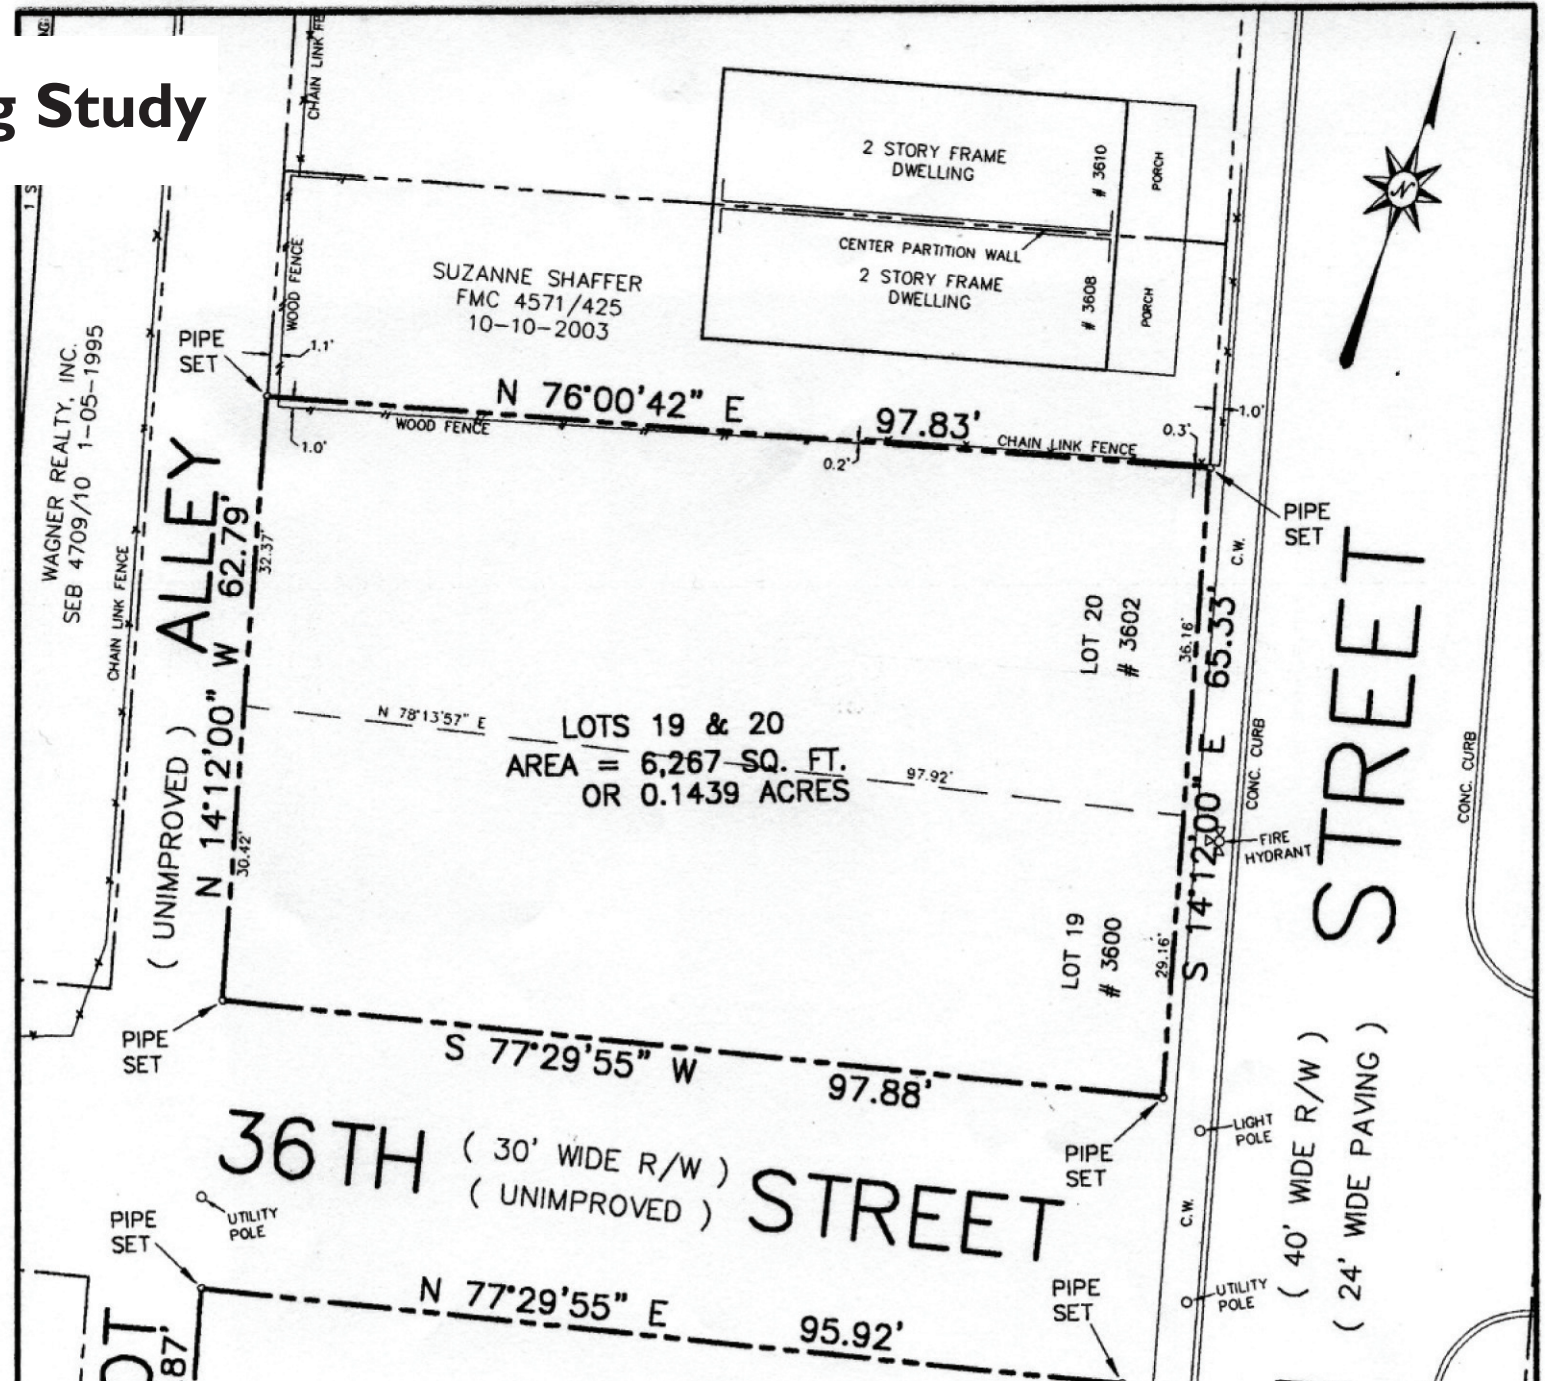 g Study
CHAIN LINK FE
2 STORY FRAME
DWELLING
# 3610
PORCH
CENTER PARTITION WALL
2 STORY FRAME
DWELLING
# 3608
PORCH
N
SUZANNE SHAFFER
FMC 4571/425
10-10-2003
WOOD FENCE
WAGNER REALTY, INC.
SEB 4709/10 1-05-1995
PIPE
SET
1.1'
N 76°00'42" E 97.83'
WOOD FENCE
CHAIN LINK FENCE
1.0'
0.2'
0.3'
1.0'
PIPE
SET
ALLEY
( UNIMPROVED )
CHAIN LINK FENCE
N 14°12'00" W 62.79'
32.37'
30.42'
N 78°13'57" E
97.92'
LOTS 19 & 20
AREA = 6,267 SQ. FT.
OR 0.1439 ACRES
LOT 20
# 3602
LOT 19
# 3600
36.16'
29.16'
S 14°12'00" E 65.33'
C.W.
CONC. CURB
FIRE
HYDRANT
STREET
( 40' WIDE R/W )
( 24' WIDE PAVING )
CONC. CURB
PIPE
SET
S 77°29'55" W 97.88'
PIPE
SET
LIGHT
POLE
36TH STREET
( 30' WIDE R/W )
( UNIMPROVED )
C.W.
UTILITY
POLE
PIPE
SET
UTILITY
POLE
PIPE
SET
N 77°29'55" E 95.92'
OT
87'